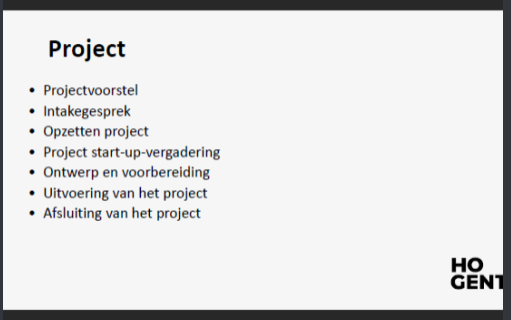 Project
• Projectvoorstel
• Intakegesprek
• Opzetten project
• Project start-up-vergadering
• Ontwerp en voorbereiding
• Uitvoering van het project
• Afsluiting van het project
HO
GENT